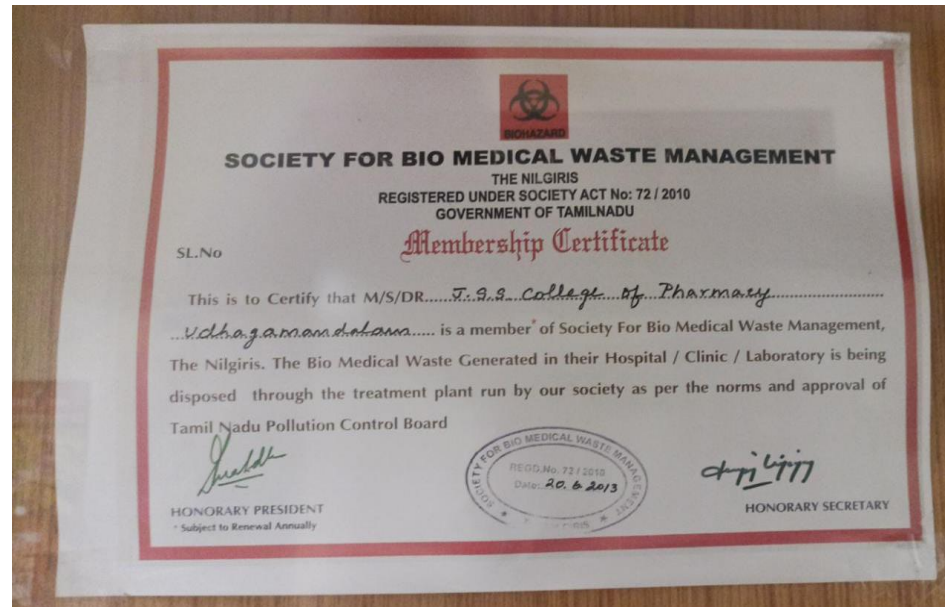 BIOHAZARD
SOCIETY FOR BIO MEDICAL WASTE MANAGEMENT
THE NILGIRIS
REGISTERED UNDER SOCIETY ACT No: 72 / 2010
GOVERNMENT OF TAMILNADU
Membership Certificate
SL.No
This is to Certify that M/S/DR..... J.S.S College of Pharmacy
Udhagamandalam..... is a member* of Society For Bio Medical Waste Management,
The Nilgiris. The Bio Medical Waste Generated in their Hospital / Clinic / Laboratory is being
disposed through the treatment plant run by our society as per the norms and approval of
Tamil Nadu Pollution Control Board
SOCIETY FOR BIO MEDICAL WASTE MANAGEMENT
REGD.No. 72 / 2010
Date: 20. 6 2013
HONORARY PRESIDENT
* Subject to Renewal Annually
HONORARY SECRETARY